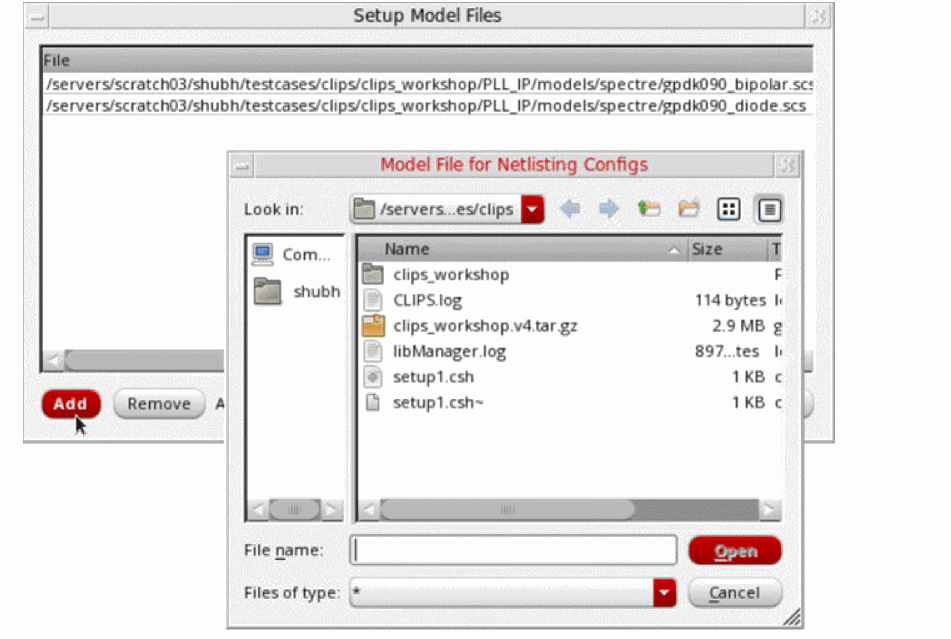 Setup Model Files
File
/servers/scratch03/shubh/testcases/clips/clips_workshop/PLL_IP/models/spectre/gpdk090_bipolar.scs
/servers/scratch03/shubh/testcases/clips/clips_workshop/PLL_IP/models/spectre/gpdk090_diode.scs
Model File for Netlisting Configs
Look in: /servers...es/clips
Name Size T
Com...
clips_workshop F
shubh
CLIPS.log 114 bytes l
clips_workshop.v4.tar.gz 2.9 MB g
libManager.log 897...tes l
setup1.csh 1 KB c
setup1.csh~ 1 KB c
Add Remove A
File name: Open
Files of type: * Cancel